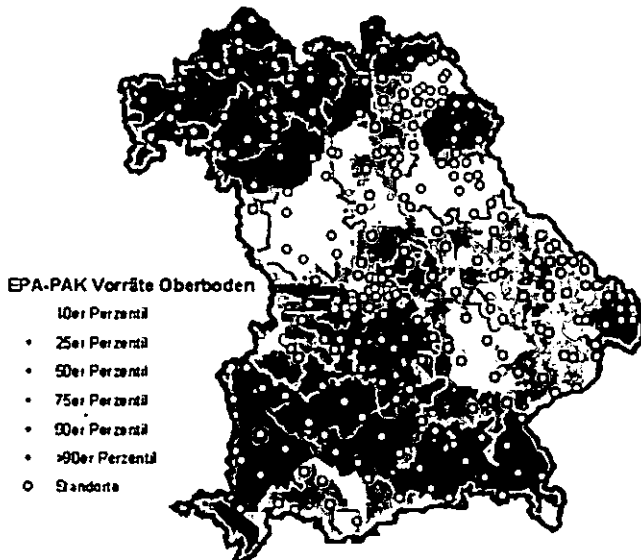 EPA-PAK Vorräte Oberboden
10er Perzentil
25er Perzentil
50er Perzentil
75er Perzentil
90er Perzentil
>90er Perzentil
Standorte